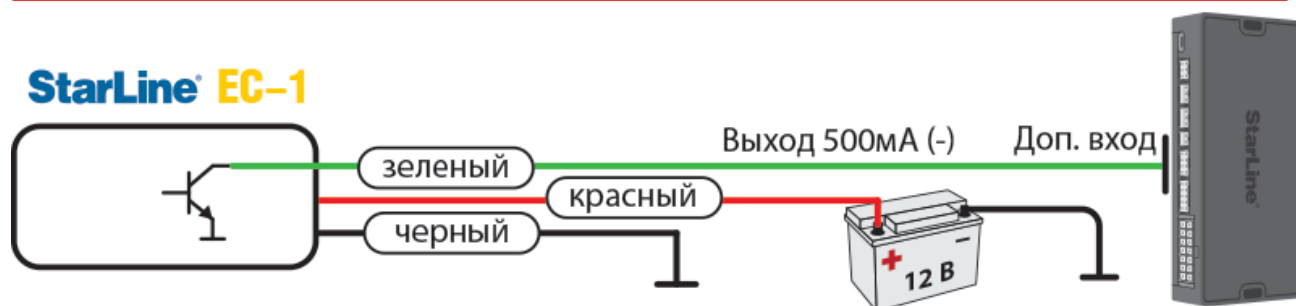 StarLine® EC–1
Выход 500мА (-)
Доп. вход
зеленый
красный
черный
12 В
StarLine®